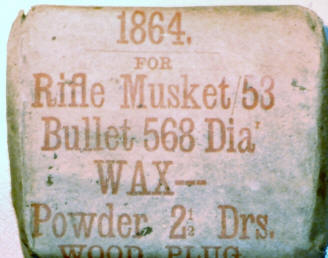 1864.
FOR
Rifle Musket/53
Bullet 568 Dia'
WAX---
Powder 2½ Drs.
WOOD PLUG